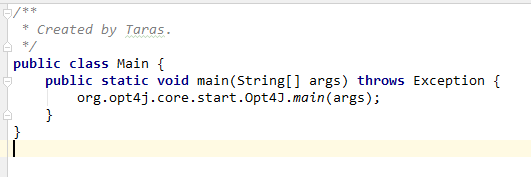 /**
 * Created by Taras.
 */
public class Main {
    public static void main(String[] args) throws Exception {
        org.opt4j.core.start.Opt4J.main(args);
    }
}